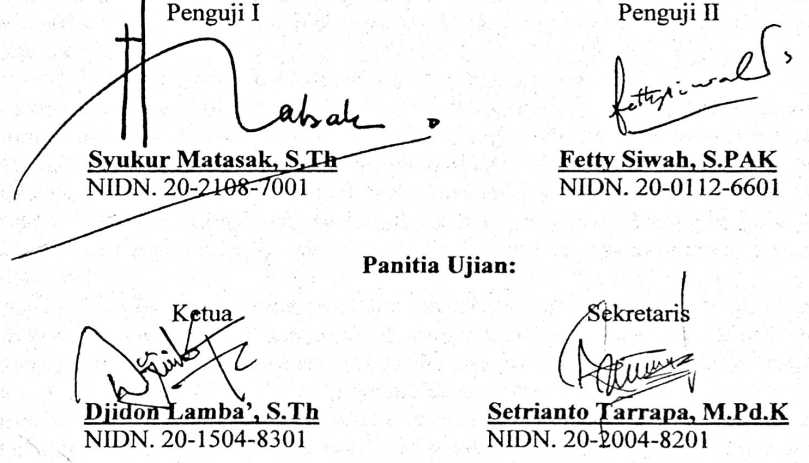 Penguji I
Penguji II
Syukur Matasak, S.Th
NIDN. 20-2108-7001
Fetty Siwah, S.PAK
NIDN. 20-0112-6601
Panitia Ujian:
Ketua
Sekretaris
Djidon Lamba', S.Th
NIDN. 20-1504-8301
Setrianto Tarrapa, M.Pd.K
NIDN. 20-2004-8201